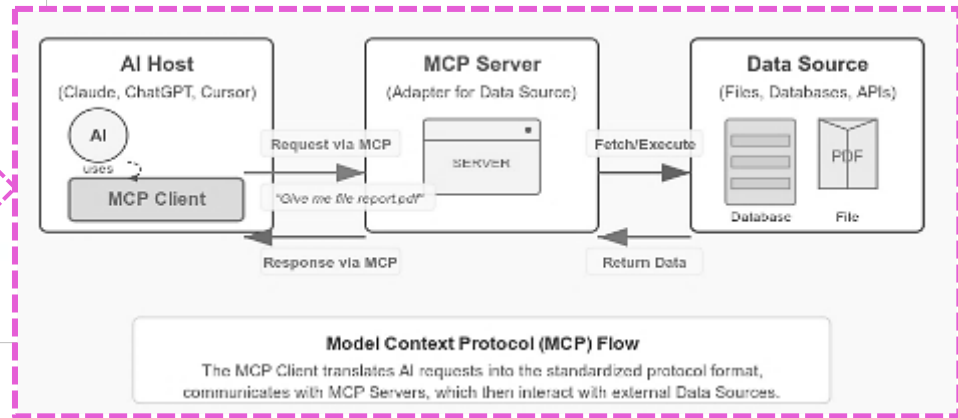 AI Host
(Claude, ChatGPT, Cursor)
AI
uses
MCP Client
Request via MCP
"Give me file report.pdf"
Response via MCP
MCP Server
(Adapter for Data Source)
SERVER
Fetch/Execute
Return Data
Data Source
(Files, Databases, APIs)
PDF
Database
File
Model Context Protocol (MCP) Flow
The MCP Client translates AI requests into the standardized protocol format,
communicates with MCP Servers, which then interact with external Data Sources.